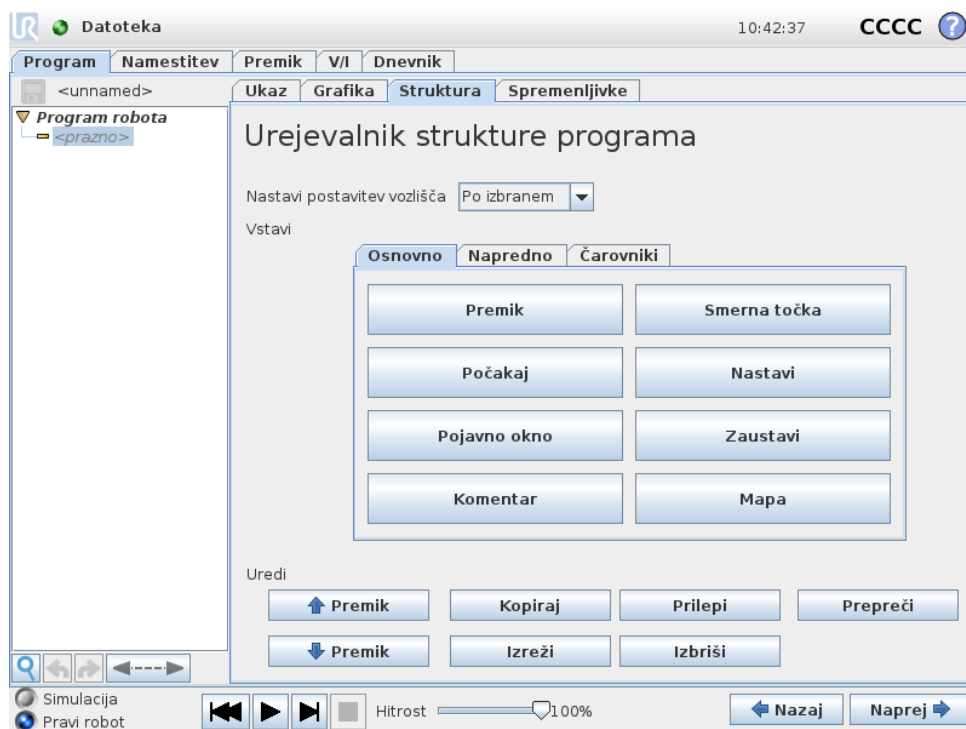 UR Datoteka 10:42:37 CCCC ?
Program Namestitev Premik V/I Dnevnik
<unnamed> Ukaz Grafika Struktura Spremenljivke
Program robota
<prazno>
Urejevalnik strukture programa
Nastavi postavitev vozlišča Po izbranem
Vstavi
Osnovno Napredno Čarovniki
Premik Smerna točka
Počakaj Nastavi
Pojavno okno Zaustavi
Komentar Mapa
Uredi
Premik Kopiraj Prilepi Prepreči
Premik Izreži Izbriši
Simulacija
Pravi robot
Hitrost 100% Nazaj Naprej